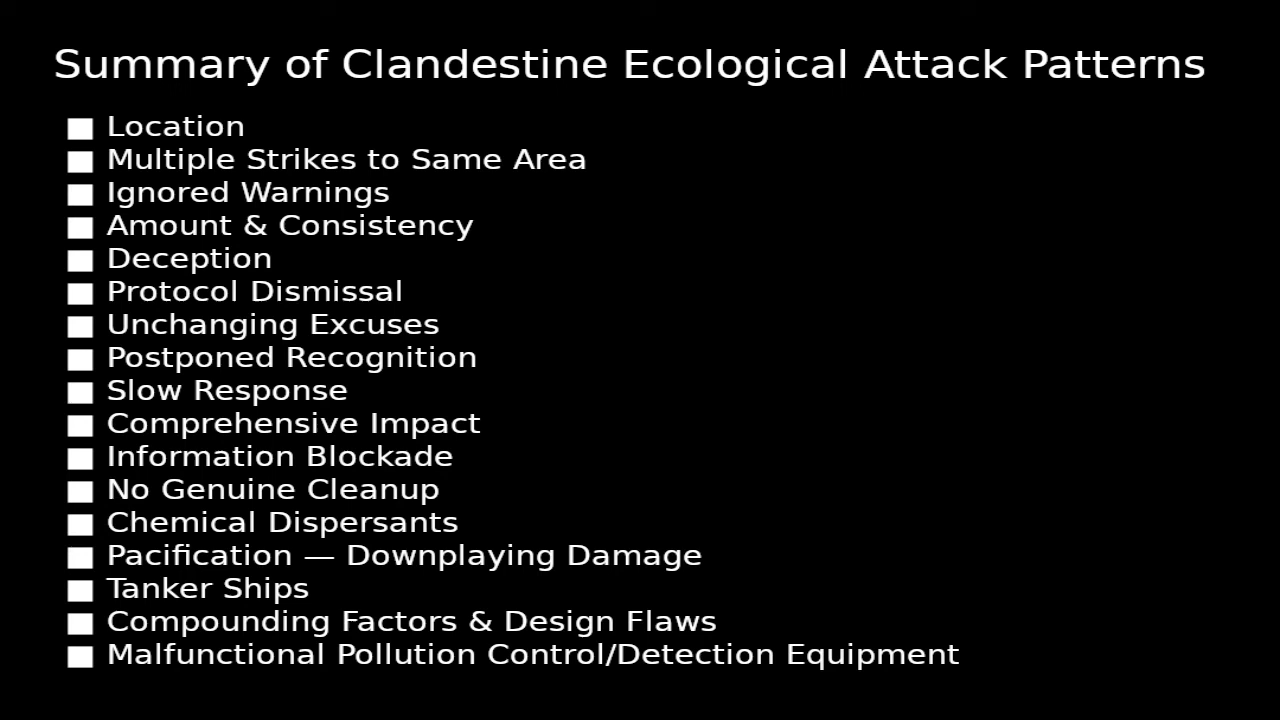 Summary of Clandestine Ecological Attack Patterns
■ Location
■ Multiple Strikes to Same Area
■ Ignored Warnings
■ Amount & Consistency
■ Deception
■ Protocol Dismissal
■ Unchanging Excuses
■ Postponed Recognition
■ Slow Response
■ Comprehensive Impact
■ Information Blockade
■ No Genuine Cleanup
■ Chemical Dispersants
■ Pacification — Downplaying Damage
■ Tanker Ships
■ Compounding Factors & Design Flaws
■ Malfunctional Pollution Control/Detection Equipment